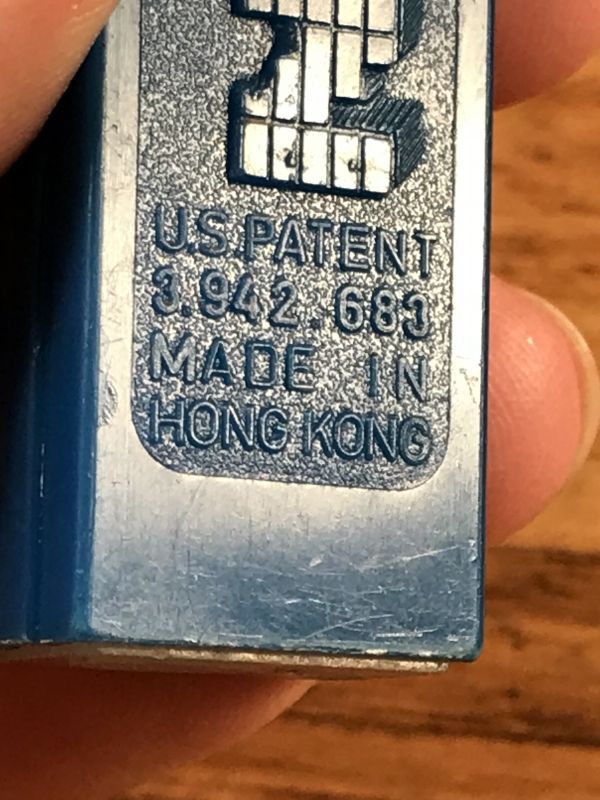 U.S. PATENT
3.942.683
MADE IN
HONG KONG